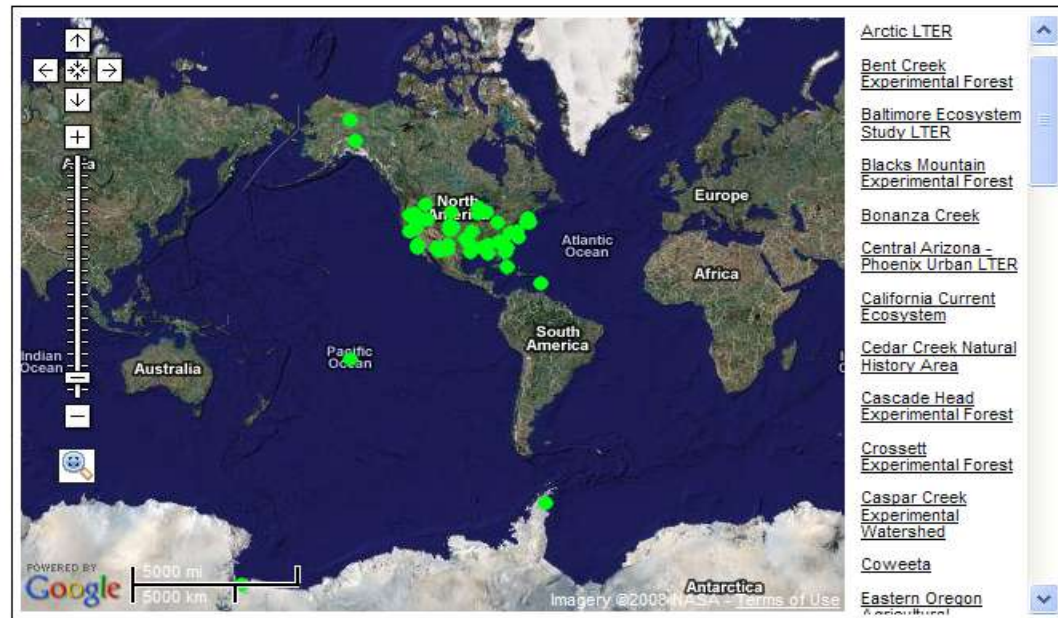 Asia
North
America
Europe
Atlantic
Ocean
Africa
South
America
Indian
Ocean
Australia
Pacific
Ocean
Antarctica
POWERED BY
Google
5000 mi
5000 km
Imagery ©2008 NASA - Terms of Use
Arctic LTER
Bent Creek
Experimental Forest
Baltimore Ecosystem
Study LTER
Blacks Mountain
Experimental Forest
Bonanza Creek
Central Arizona -
Phoenix Urban LTER
California Current
Ecosystem
Cedar Creek Natural
History Area
Cascade Head
Experimental Forest
Crossett
Experimental Forest
Caspar Creek
Experimental
Watershed
Coweeta
Eastern Oregon
Agricultural